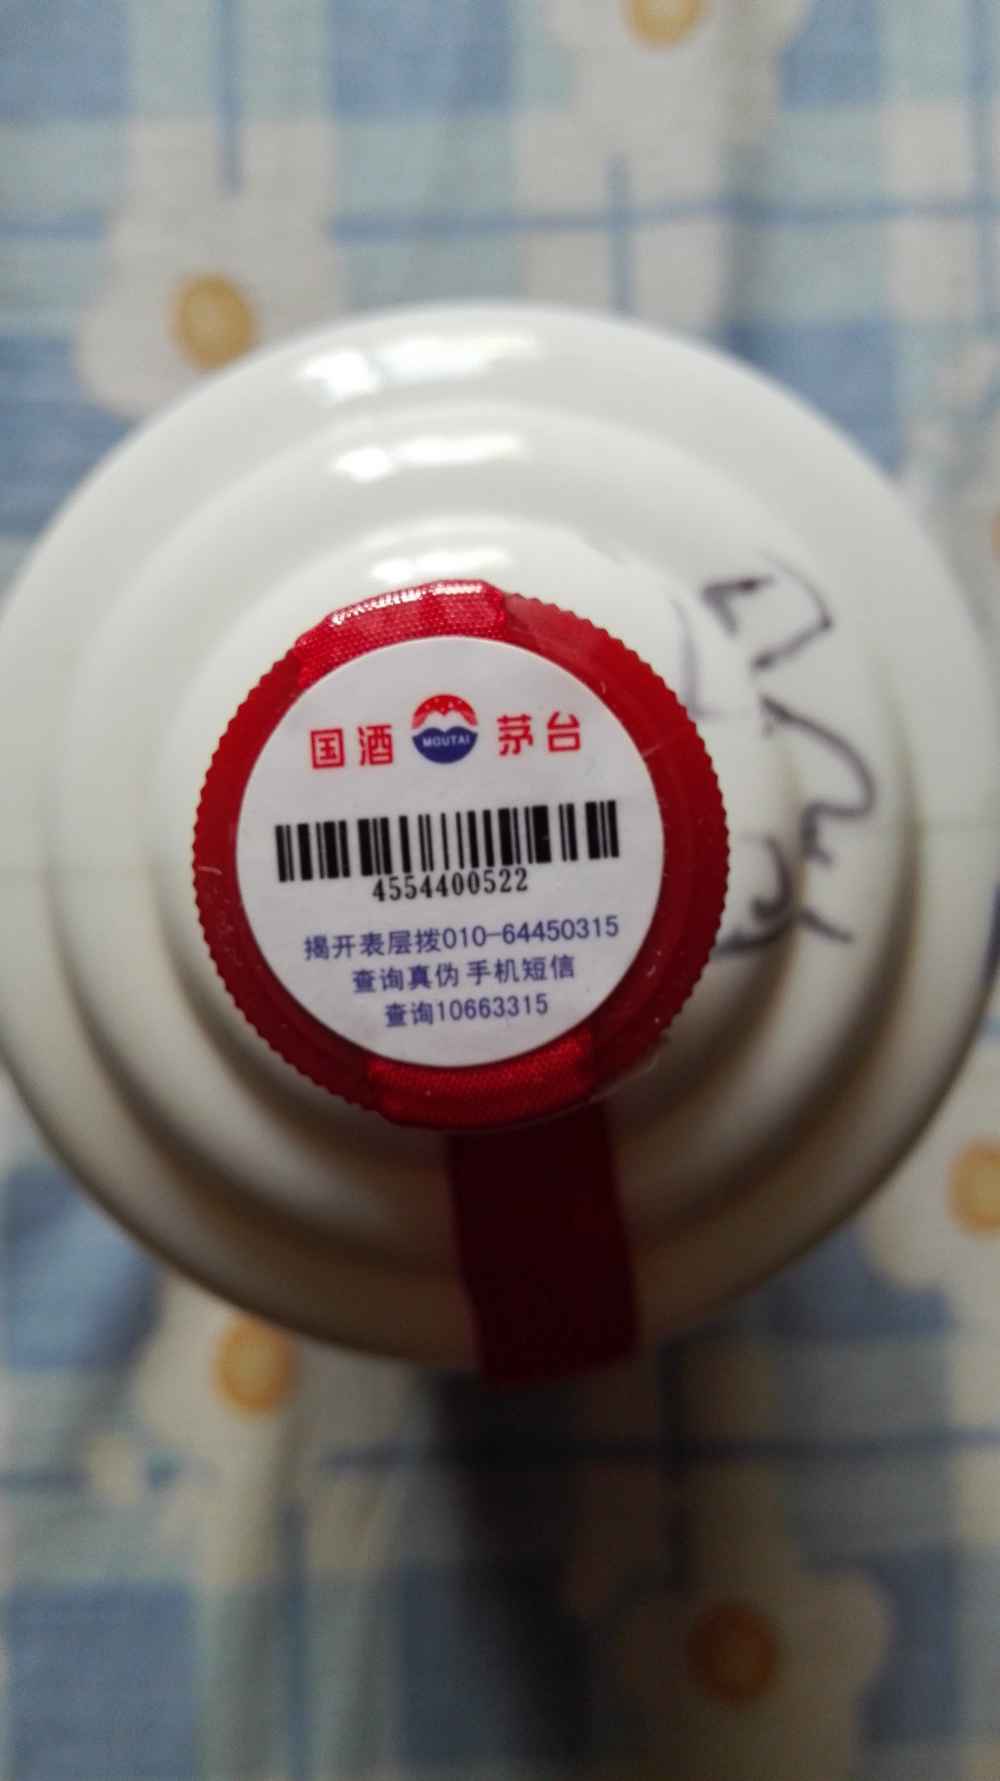 国酒 MOUTAI 茅台
4554400522
揭开表层拨010-64450315
查询真伪 手机短信
查询10663315